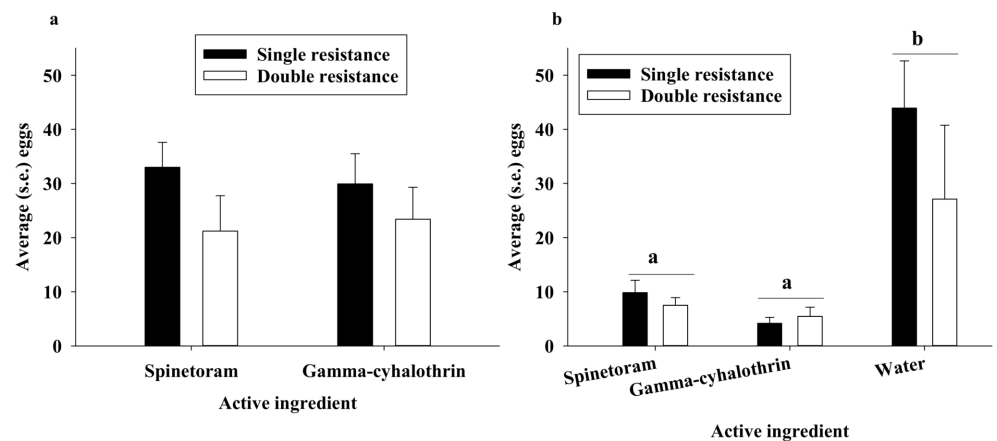 a
Single resistance
Double resistance
50
40
30
20
10
0
Average (s.e.) eggs
Spinetoram
Gamma-cyhalothrin
Active ingredient
b
Single resistance
Double resistance
b
a
a
50
40
30
20
10
0
Average (s.e.) eggs
Spinetoram
Gamma-cyhalothrin
Water
Active ingredient